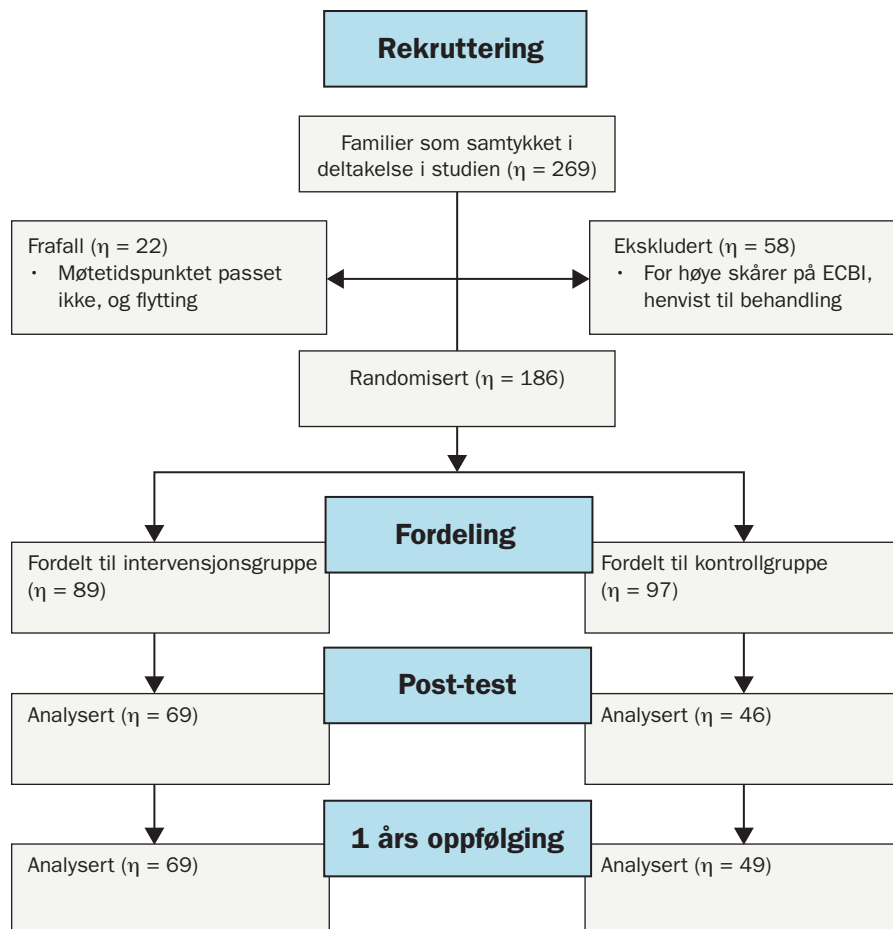 Rekruttering
Familier som samtykket i
deltakelse i studien (η = 269)
Frafall (η = 22)
• Møtetidspunktet passet
ikke, og flytting
Ekskludert (η = 58)
• For høye skårer på ECBI,
henvist til behandling
Randomisert (η = 186)
Fordeling
Fordelt til intervensjonsgruppe
(η = 89)
Fordelt til kontrollgruppe
(η = 97)
Post-test
Analysert (η = 69)
Analysert (η = 46)
1 års oppfølging
Analysert (η = 69)
Analysert (η = 49)